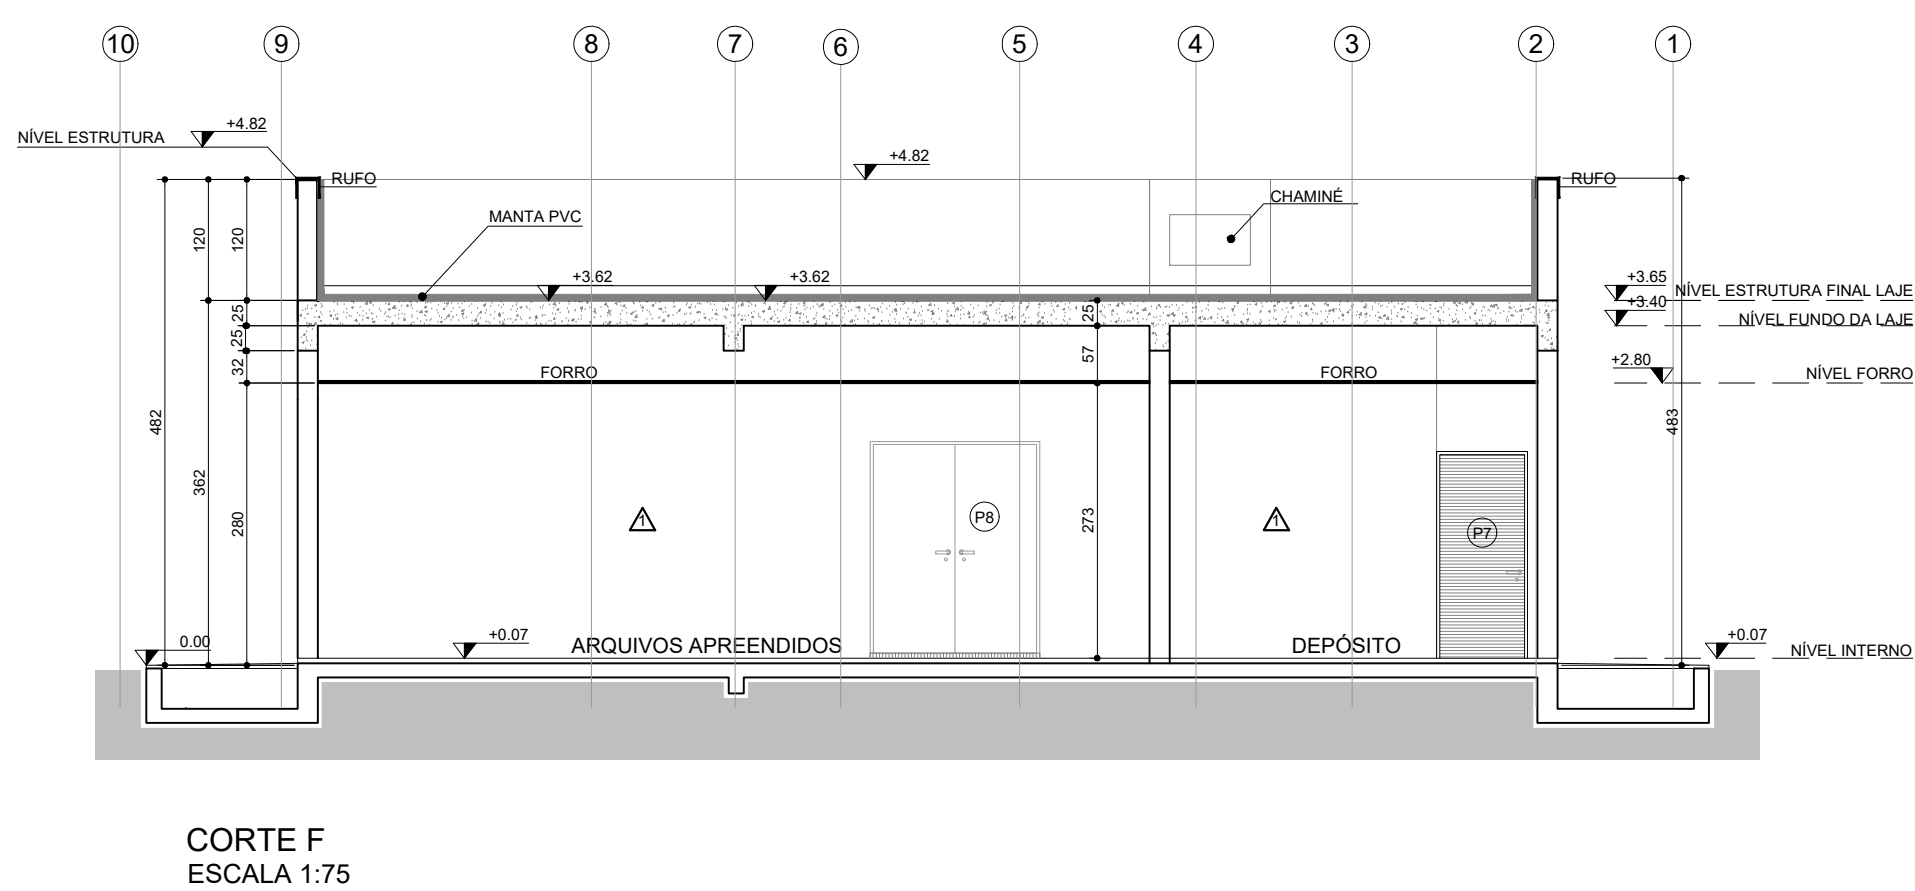 10 9 8 7 6 5 4 3 2 1
+4.82
NÍVEL ESTRUTURA
+4.82
RUFO
RUFO
CHAMINÉ
MANTA PVC
120
120
+3.62
+3.62
+3.65
NÍVEL ESTRUTURA FINAL LAJE
+3.40
NÍVEL FUNDO DA LAJE
25
25
25
57
32
+2.80
NÍVEL FORRO
FORRO
FORRO
482
483
362
280
273
1
P8
1
P7
0.00
+0.07
ARQUIVOS APREENDIDOS
DEPÓSITO
+0.07
NÍVEL INTERNO
CORTE F
ESCALA 1:75